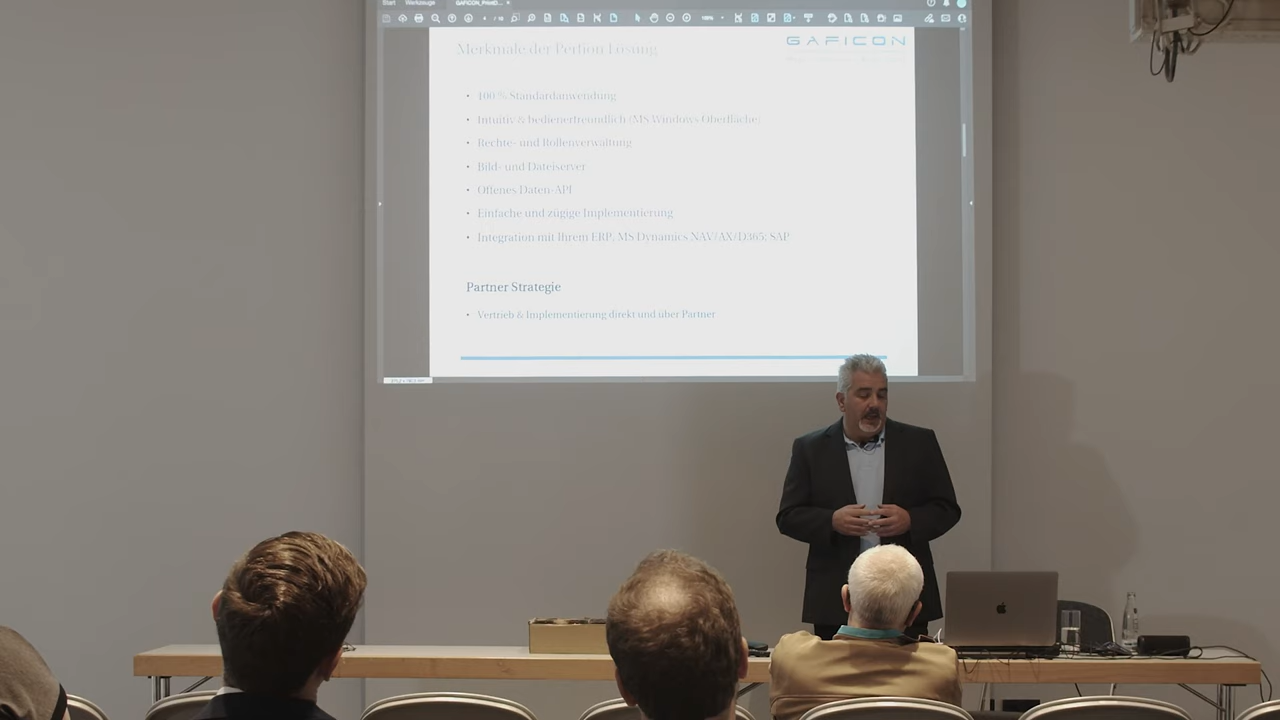 Start Werkzeuge
Merkmale der Perfion Lösung
GAFICON
• 100 % Standardanwendung
• Intuitiv & bedienerfreundlich (MS Windows Oberfläche)
• Rechte- und Rollenverwaltung
• Bild- und Dateiserver
• Offenes Daten-API
• Einfache und zügige Implementierung
• Integration mit Ihrem ERP, MS Dynamics NAV/AX/D365; SAP
Partner Strategie
• Vertrieb & Implementierung direkt und über Partner